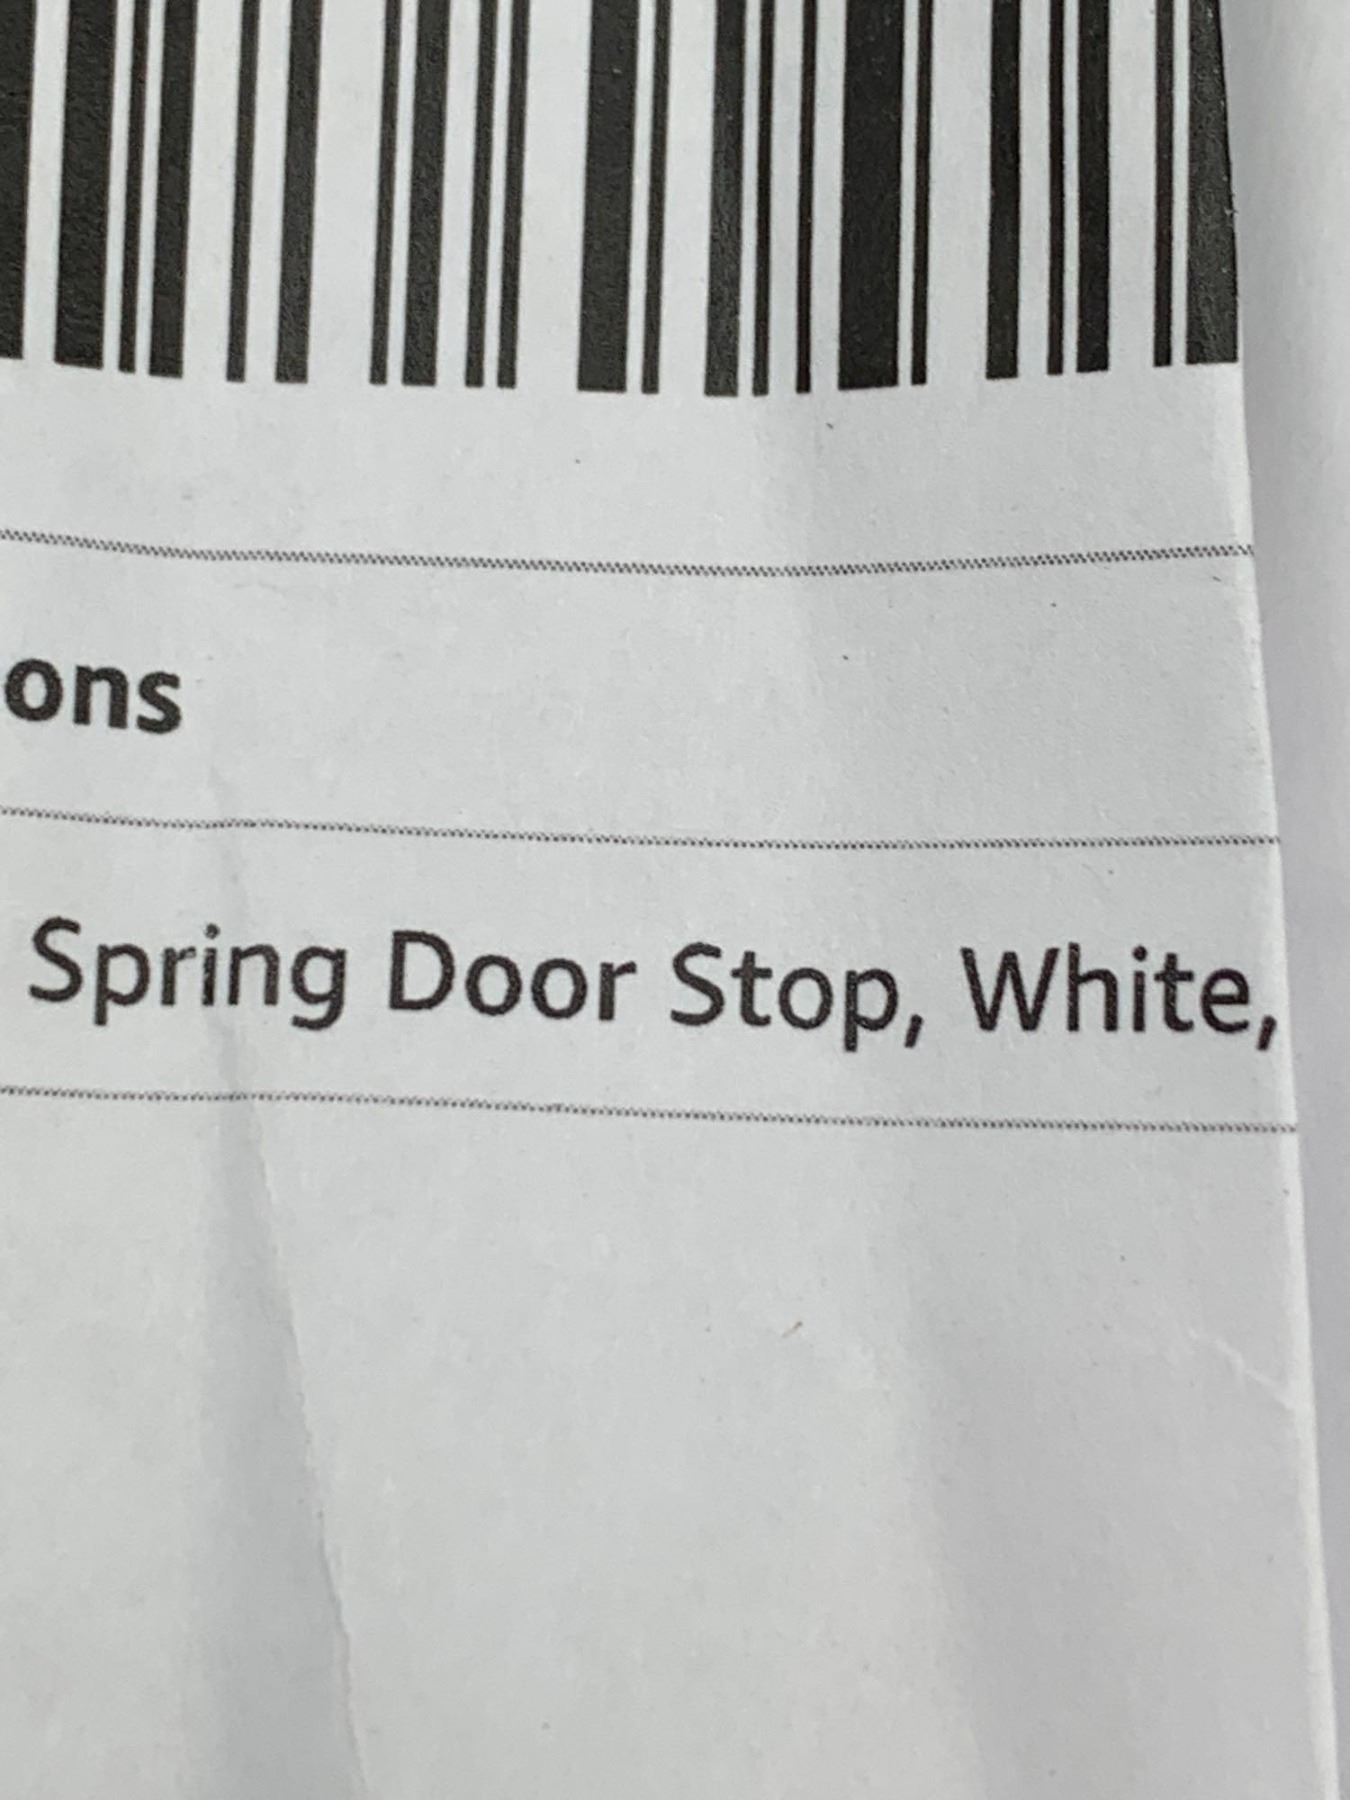 ons
Spring Door Stop, White,